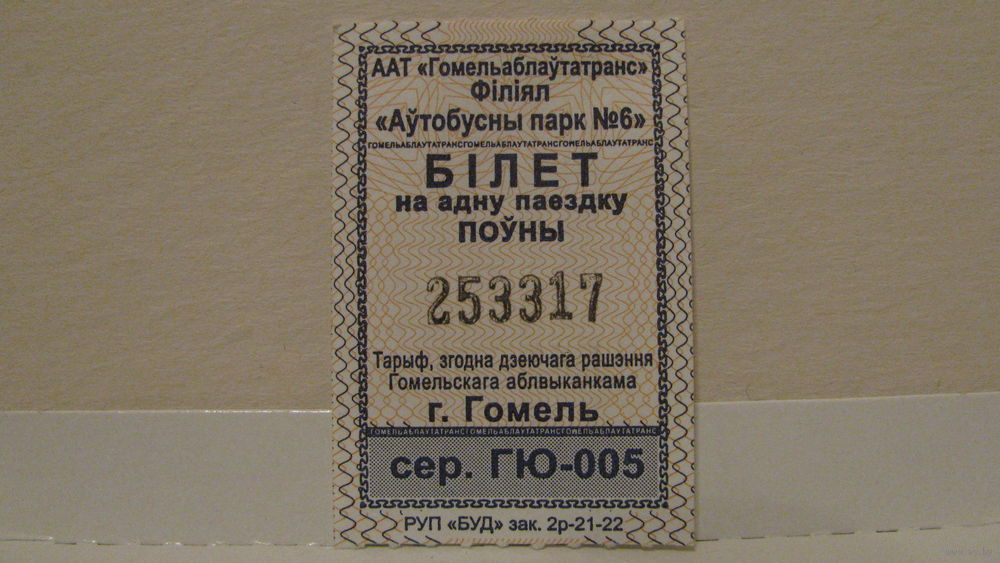 ААТ «Гомельаблаўтатранс»
Філіял
«Аўтобусны парк №6»
ГОМЕЛЬАБЛАЎТАТРАНСГОМЕЛЬАБЛАЎТАТРАНСГОМЕЛЬАБЛАЎТАТРАНС
БІЛЕТ
на адну паездку
ПОЎНЫ
253317
Тарыф, згодна дзеючага рашэння
Гомельскага аблвыканкама
г. Гомель
ГОМЕЛЬАБЛАЎТАТРАНСГОМЕЛЬАБЛАЎТАТРАНСГОМЕЛЬАБЛАЎТАТРАНС
сер. ГЮ-005
РУП «БУД» зак. 2р-21-22